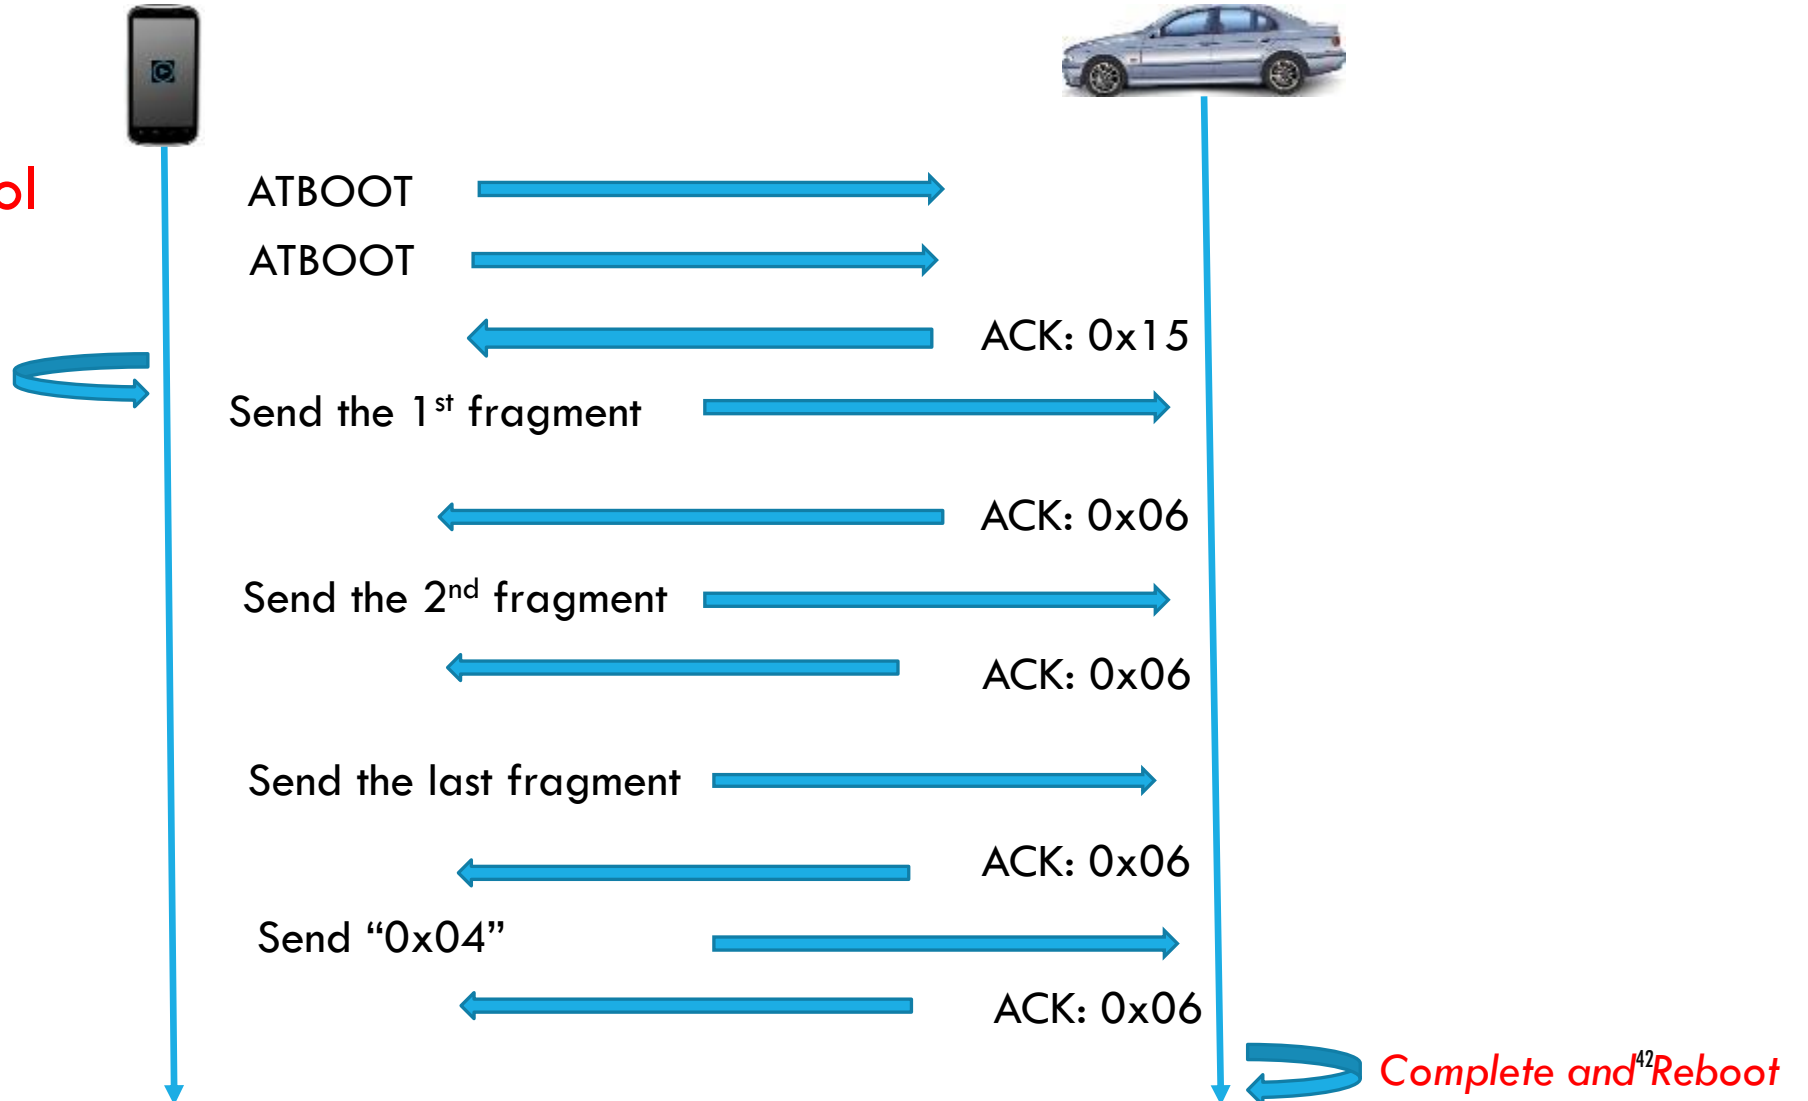 ol
ATBOOT
ATBOOT
ACK: 0x15
Send the 1st fragment
ACK: 0x06
Send the 2nd fragment
ACK: 0x06
Send the last fragment
ACK: 0x06
Send “0x04”
ACK: 0x06
Complete and Reboot
42